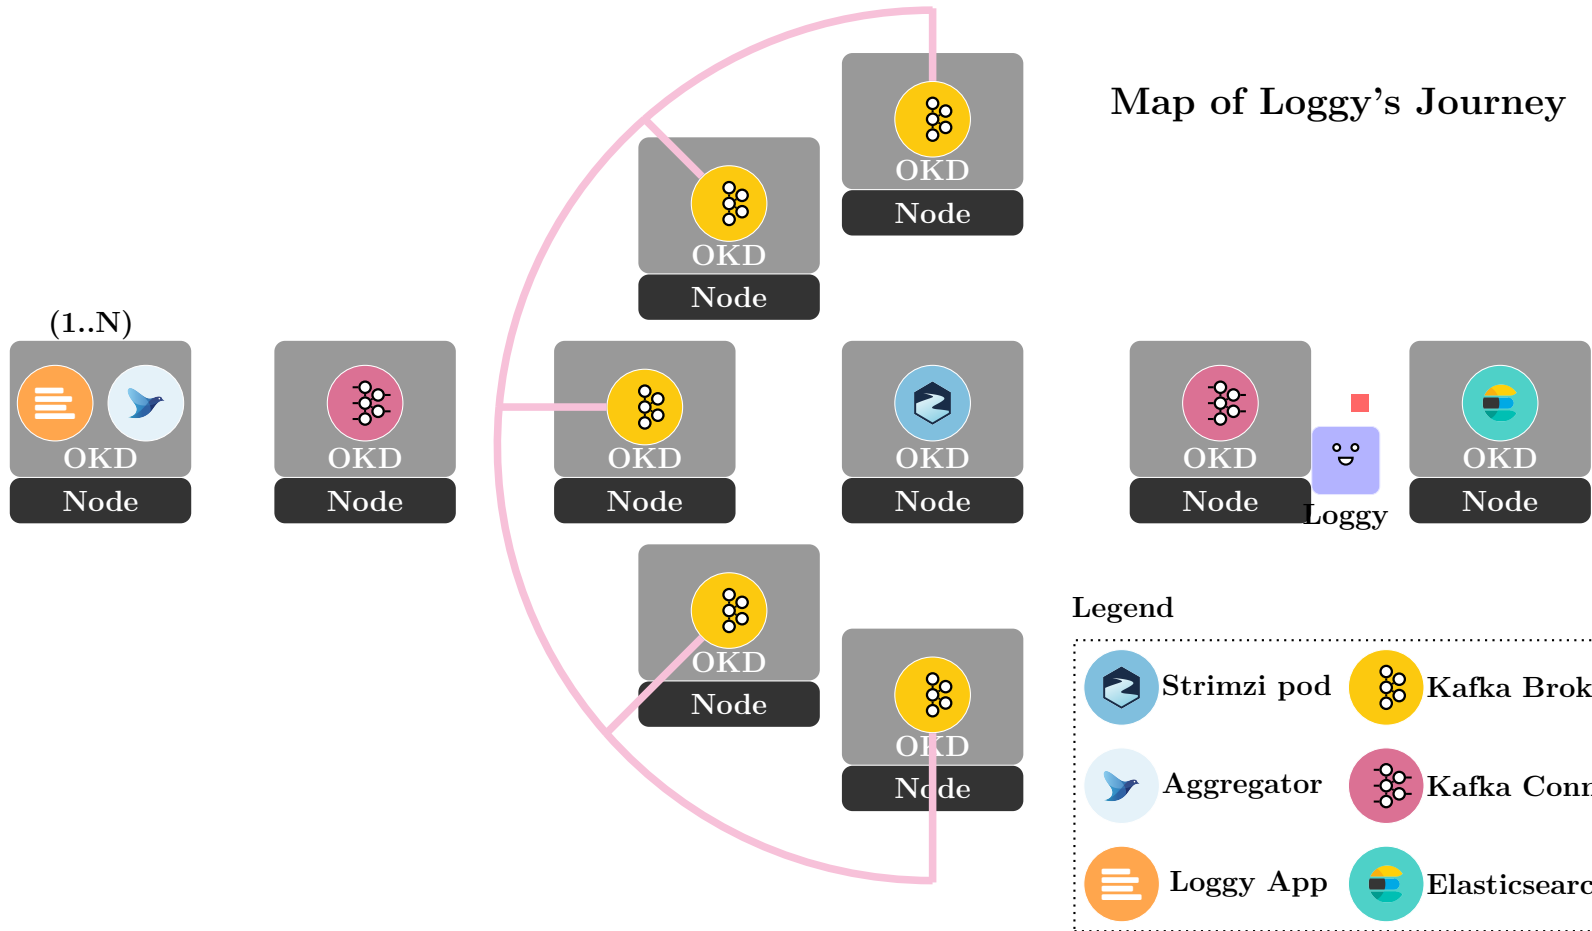 Map of Loggy's Journey
OKD
Node
OKD
Node
(1..N)
OKD
Node
OKD
Node
OKD
Node
OKD
Node
OKD
Node
Loggy
OKD
Node
OKD
Node
OKD
Node
Legend
Strimzi pod
Kafka Brok
Aggregator
Kafka Conn
Loggy App
Elasticsearc